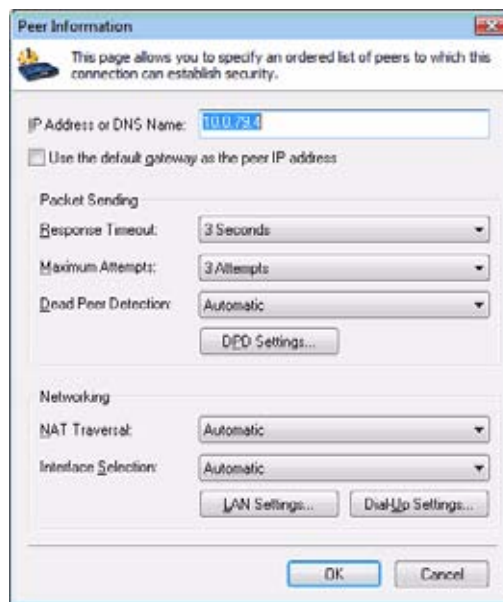 Peer Information
This page allows you to specify an ordered list of peers to which this
connection can establish security.
IP Address or DNS Name: 10.0.79.4
Use the default gateway as the peer IP address
Packet Sending
Response Timeout: 3 Seconds
Maximum Attempts: 3 Attempts
Dead Peer Detection: Automatic
DPD Settings...
Networking
NAT Traversal: Automatic
Interface Selection: Automatic
LAN Settings... Dial-Up Settings...
OK Cancel